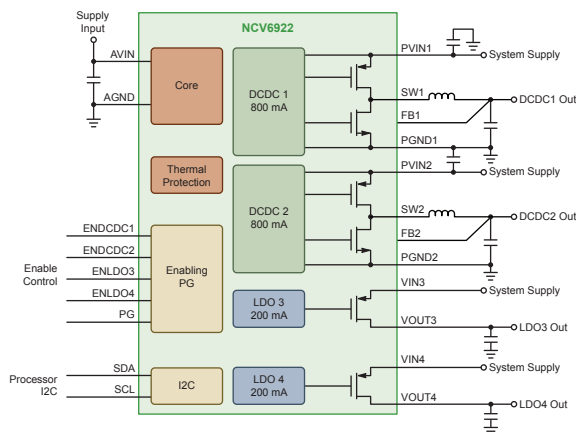 Supply
Input
NCV6922
AVIN
AGND
Core
DCDC 1
800 mA
PVIN1
System Supply
SW1
DCDC1 Out
FB1
PGND1
Thermal
Protection
DCDC 2
800 mA
PVIN2
System Supply
SW2
DCDC2 Out
FB2
PGND2
Enable
Control
ENDCDC1
ENDCDC2
ENLDO3
ENLDO4
PG
Enabling
PG
LDO 3
200 mA
VIN3
System Supply
VOUT3
LDO3 Out
Processor
I2C
SDA
SCL
I2C
LDO 4
200 mA
VIN4
System Supply
VOUT4
LDO4 Out